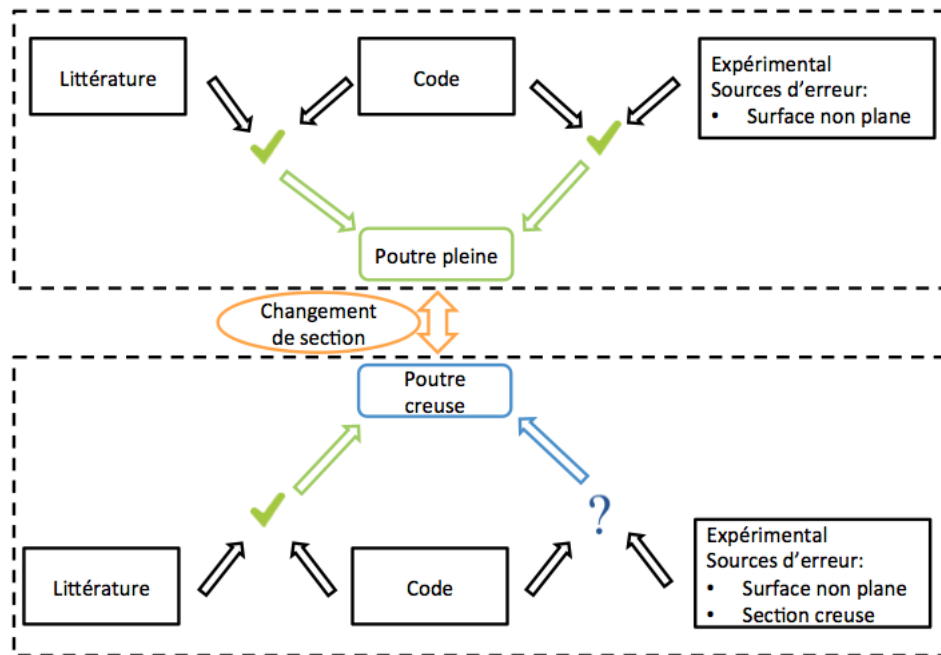 Littérature
Code
Expérimental
Sources d'erreur:
• Surface non plane
Poutre pleine
Changement
de section
Poutre
creuse
?
Littérature
Code
Expérimental
Sources d'erreur:
• Surface non plane
• Section creuse